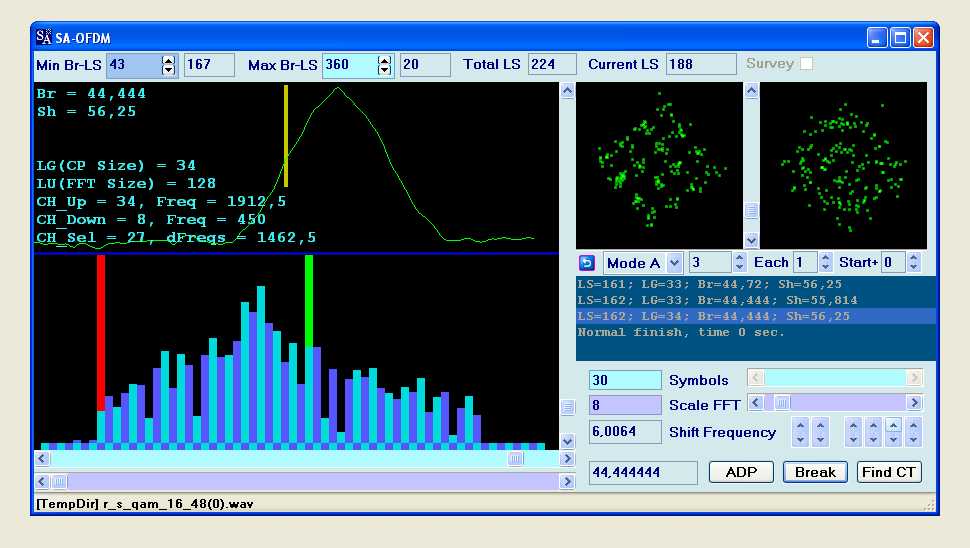 SA SA-OFDM
Min Br-LS 43 167 Max Br-LS 360 20 Total LS 224 Current LS 188 Survey
Br = 44,444
Sh = 56,25
LG(CP Size) = 34
LU(FFT Size) = 128
CH_Up = 34, Freq = 1912,5
CH_Down = 8, Freq = 450
CH_Sel = 27, dFreqs = 1462,5
Mode A 3 Each 1 Start+ 0
LS=161; LG=33; Br=44,72; Sh=56,25
LS=162; LG=33; Br=44,444; Sh=55,814
LS=162; LG=34; Br=44,444; Sh=56,25
Normal finish, time 0 sec.
30 Symbols
8 Scale FFT
6,0064 Shift Frequency
44,444444 ADP Break Find CT
[TempDir] r_s_qam_16_48(0).wav